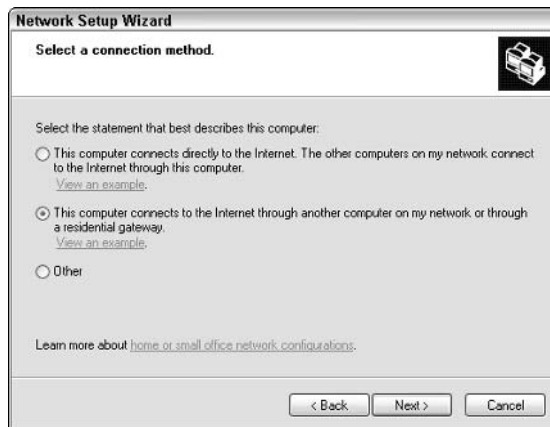 Network Setup Wizard
Select a connection method.
Select the statement that best describes this computer:
This computer connects directly to the Internet. The other computers on my network connect
to the Internet through this computer.
View an example.
This computer connects to the Internet through another computer on my network or through
a residential gateway.
View an example.
Other
Learn more about home or small office network configurations.
< Back Next > Cancel